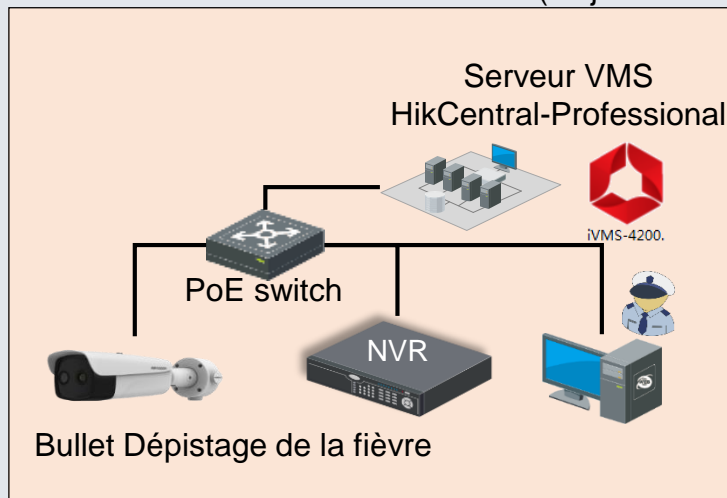 Serveur VMS
HikCentral-Professional
iVMS-4200.
PoE switch
NVR
Bullet Dépistage de la fièvre